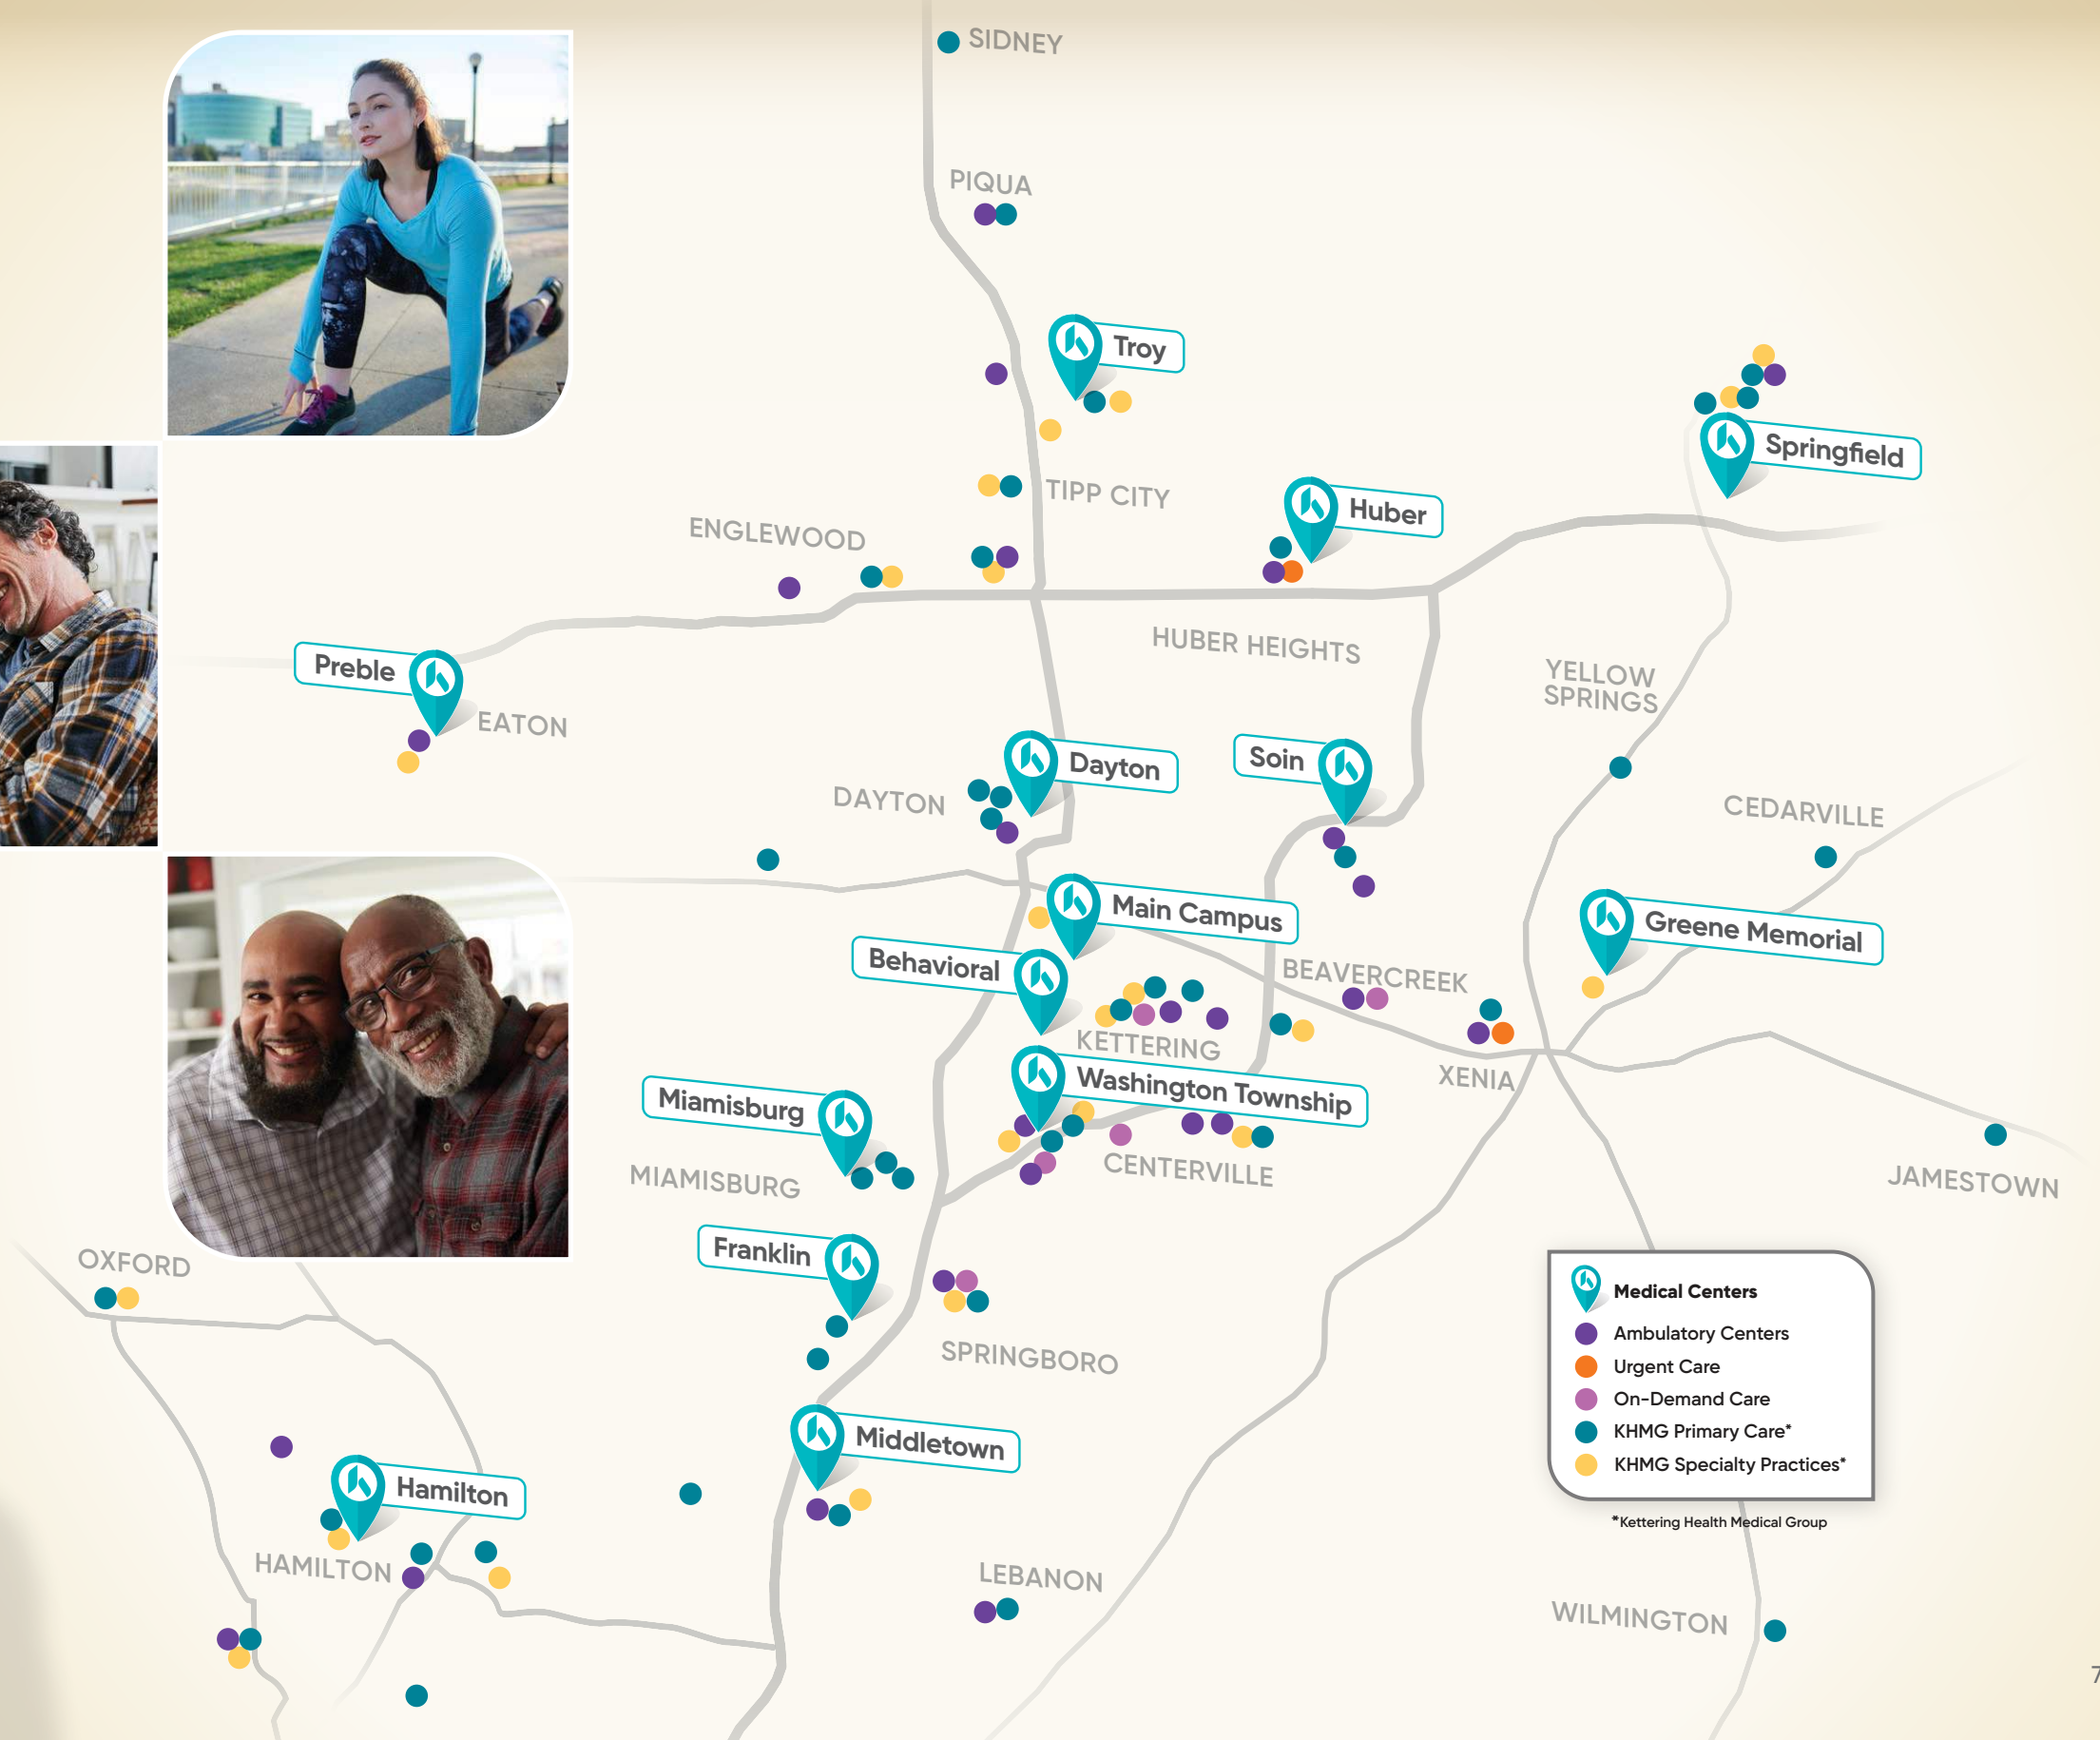 SIDNEY
PIQUA
Troy
TIPP CITY
Springfield
Huber
ENGLEWOOD
HUBER HEIGHTS
Preble
EATON
YELLOW
SPRINGS
Dayton
Soin
DAYTON
CEDARVILLE
Main Campus
Greene Memorial
Behavioral
BEAVERCREEK
KETTERING
XENIA
Washington Township
Miamisburg
MIAMISBURG
CENTERVILLE
JAMESTOWN
Franklin
OXFORD
SPRINGBORO
Medical Centers
Ambulatory Centers
Urgent Care
On-Demand Care
KHMG Primary Care*
KHMG Specialty Practices*
*Kettering Health Medical Group
Middletown
Hamilton
HAMILTON
LEBANON
WILMINGTON
7